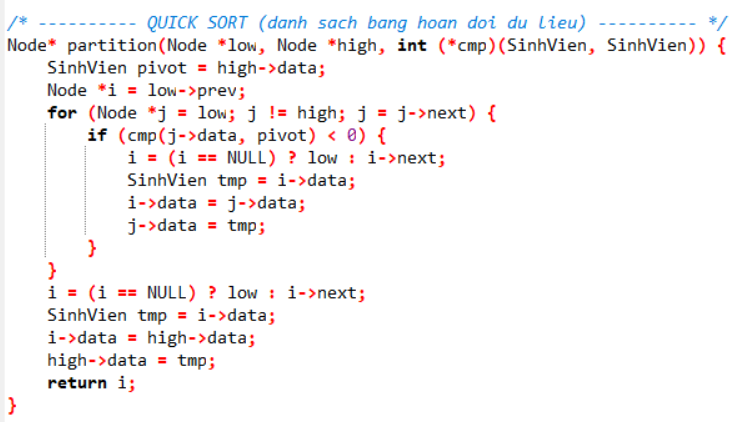 /* ---------- QUICK SORT (danh sach bang hoan doi du lieu) ---------- */
Node* partition(Node *low, Node *high, int (*cmp)(SinhVien, SinhVien)) {
    SinhVien pivot = high->data;
    Node *i = low->prev;
    for (Node *j = low; j != high; j = j->next) {
        if (cmp(j->data, pivot) < 0) {
            i = (i == NULL) ? low : i->next;
            SinhVien tmp = i->data;
            i->data = j->data;
            j->data = tmp;
        }
    }
    i = (i == NULL) ? low : i->next;
    SinhVien tmp = i->data;
    i->data = high->data;
    high->data = tmp;
    return i;
}